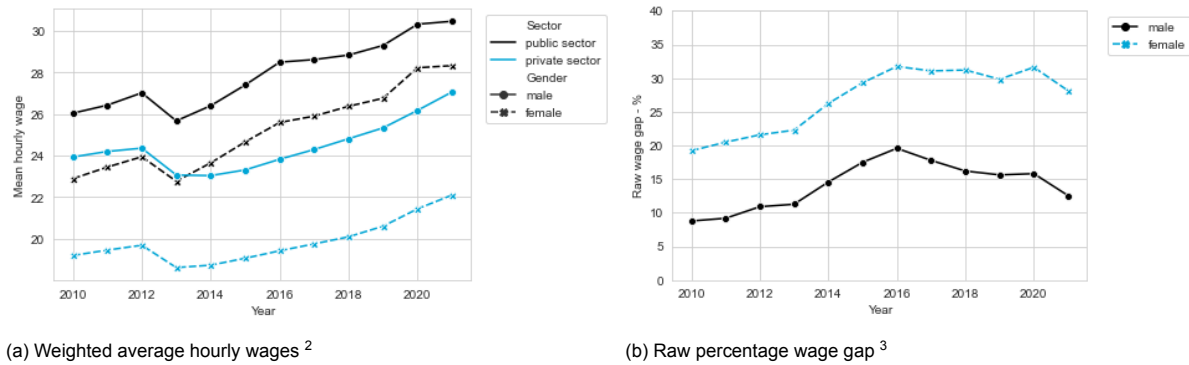 Mean hourly wage
30
28
26
24
22
20
2010 2012 2014 2016 2018 2020
Year
Sector
public sector
private sector
Gender
male
female
(a) Weighted average hourly wages 2
Raw wage gap - %
40
35
30
25
20
15
10
5
0
2010 2012 2014 2016 2018 2020
Year
male
female
(b) Raw percentage wage gap 3